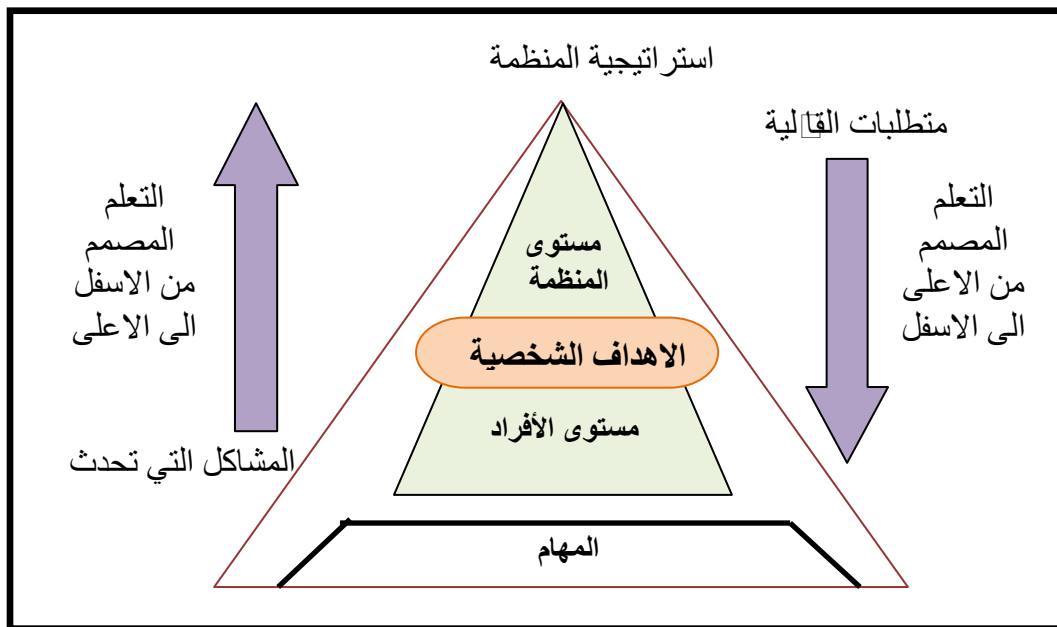 استراتيجية المنظمة
متطلبات
التعلم
المصمم
من الاعلى
الى الاسفل
التعلم
المصمم
من الاسفل
الى الاعلى
مستوى
المنظمة
الاهداف الشخصية
مستوى الأفراد
المشاكل التي تحدث
المهام